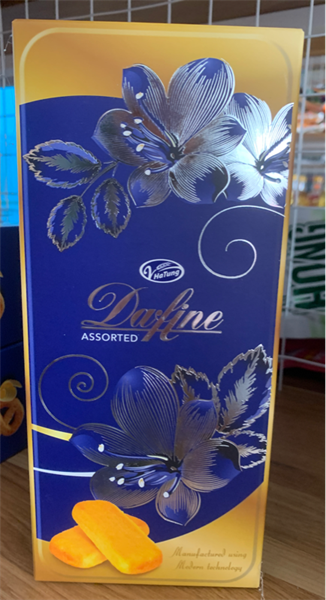 HaTung
Dafine
ASSORTED
Manufactured using
Modern technology